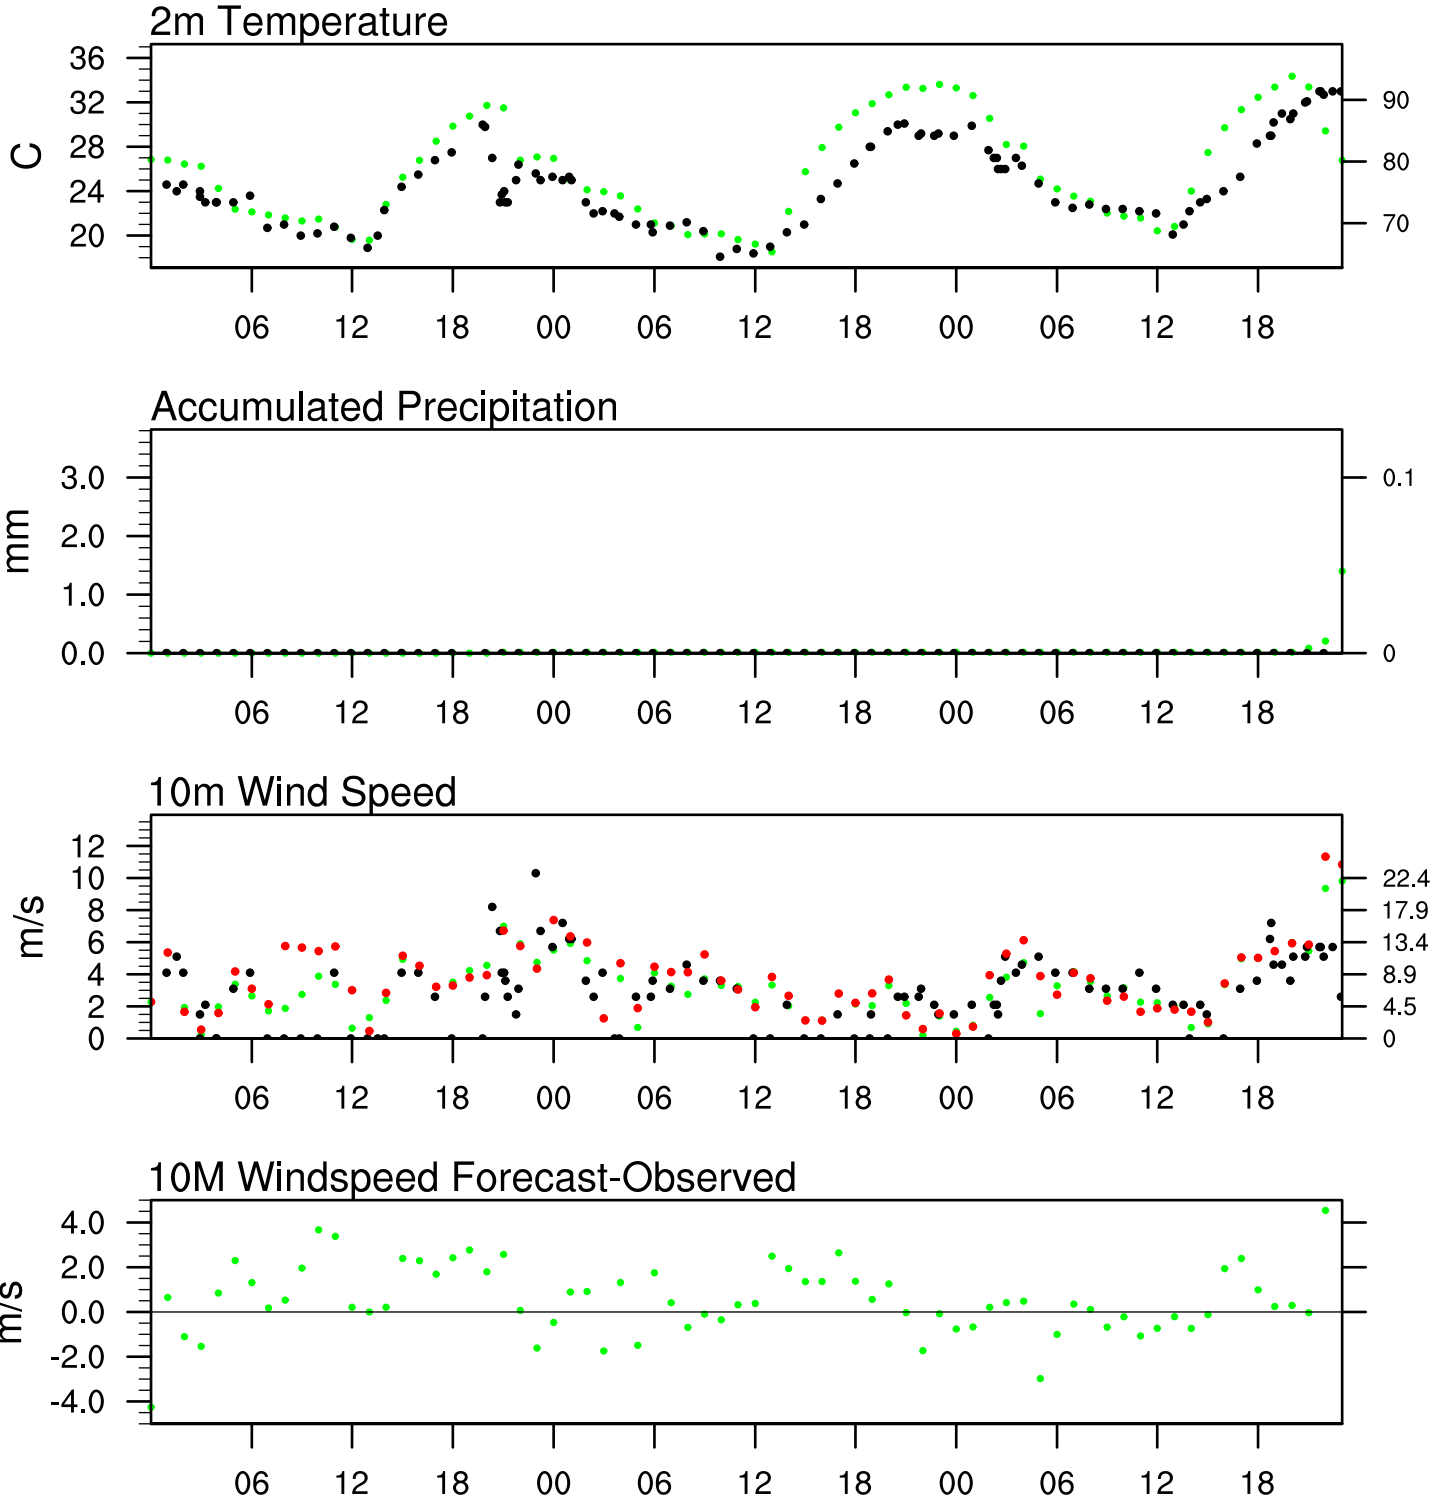 2m Temperature
36
32
28
24
20
C
90
80
70
06 12 18 00 06 12 18 00 06 12 18
Accumulated Precipitation
3.0
2.0
1.0
0.0
mm
0.1
0
06 12 18 00 06 12 18 00 06 12 18
10m Wind Speed
12
10
8
6
4
2
0
m/s
22.4
17.9
13.4
8.9
4.5
0
06 12 18 00 06 12 18 00 06 12 18
10M Windspeed Forecast-Observed
4.0
2.0
0.0
-2.0
-4.0
m/s
06 12 18 00 06 12 18 00 06 12 18